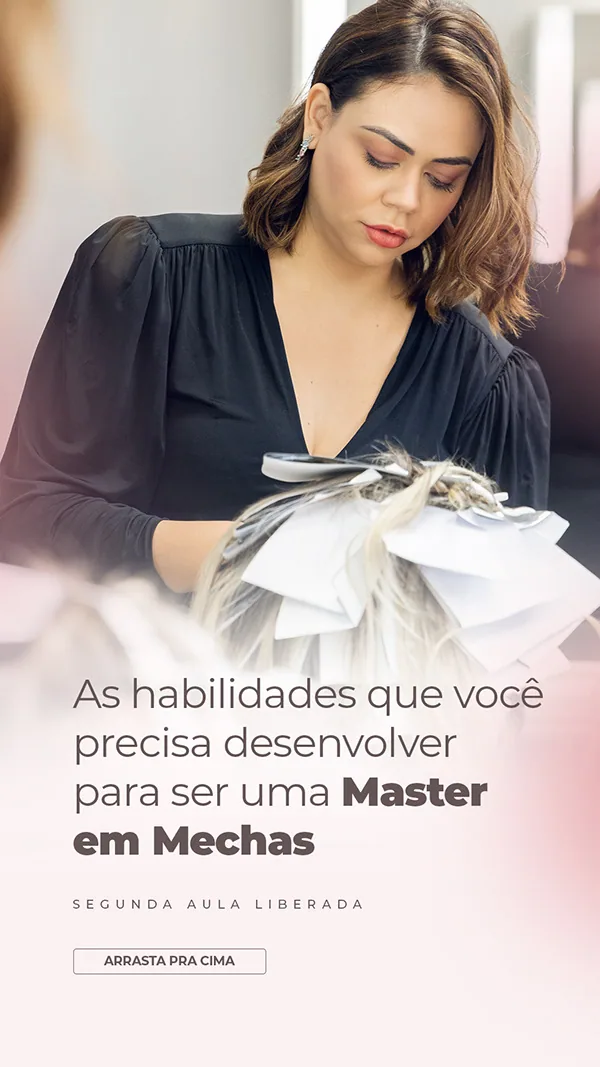 As habilidades que você
precisa desenvolver
para ser uma Master
em Mechas
SEGUNDA AULA LIBERADA
ARRASTA PRA CIMA